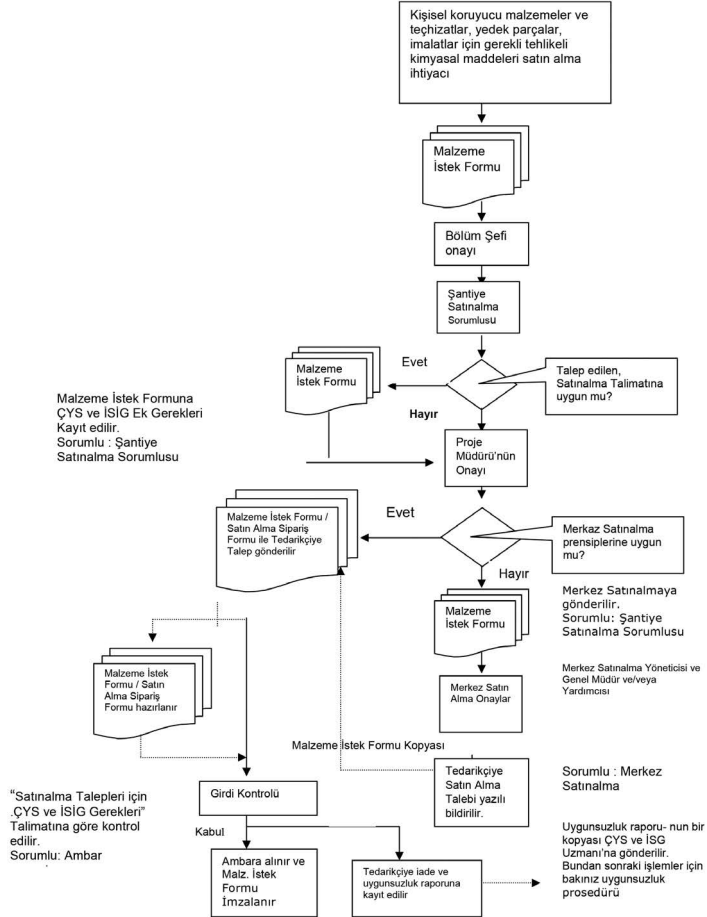 Kişisel koruyucu malzemeler ve
teçhizatlar, yedek parçalar,
imalatlar için gerekli tehlikeli
kimyasal maddeleri satın alma
ihtiyacı
Malzeme
İstek Formu
Bölüm Şefi
onayı
Şantiye
Satınalma
Sorumlusu
Evet
Talep edilen,
Satınalma Talimatına
uygun mu?
Malzeme
İstek Formu
Hayır
Malzeme İstek Formuna
ÇYS ve İSİG Ek Gerekleri
Kayıt edilir.
Sorumlu : Şantiye
Satınalma Sorumlusu
Proje
Müdürü'nün
Onayı
Evet
Malzeme İstek Formu /
Satın Alma Sipariş
Formu ile Tedarikçiye
Talep gönderilir
Merkaz Satınalma
prensiplerine uygun
mu?
Hayır
Malzeme
İstek Formu
Merkez Satınalmaya
gönderilir.
Sorumlu: Şantiye
Satınalma Sorumlusu
Malzeme İstek
Formu / Satın
Alma Sipariş
Formu hazırlanır
Merkez Satın
Alma Onaylar
Merkez Satınalma Yöneticisi ve
Genel Müdür ve/veya
Yardımcısı
Malzeme İstek Formu Kopyası
Tedarikçiye
Satın Alma
Talebi yazılı
bildirilir.
Sorumlu : Merkez
Satınalma
"Satınalma Talepleri için
.ÇYS ve İSİG Gerekleri"
Talimatına göre kontrol
edilir.
Sorumlu: Ambar
Girdi Kontrolü
Kabul
Ambara alınır ve
Malz. İstek
Formu
İmzalanır
Tedarikçiye iade ve
uygunsuzluk raporuna
kayıt edilir
Uygunsuzluk raporu- nun bir
kopyası ÇYS ve İSG
Uzmanı'na gönderilir.
Bundan sonraki işlemler için
bakınız uygunsuzluk
prosedürü